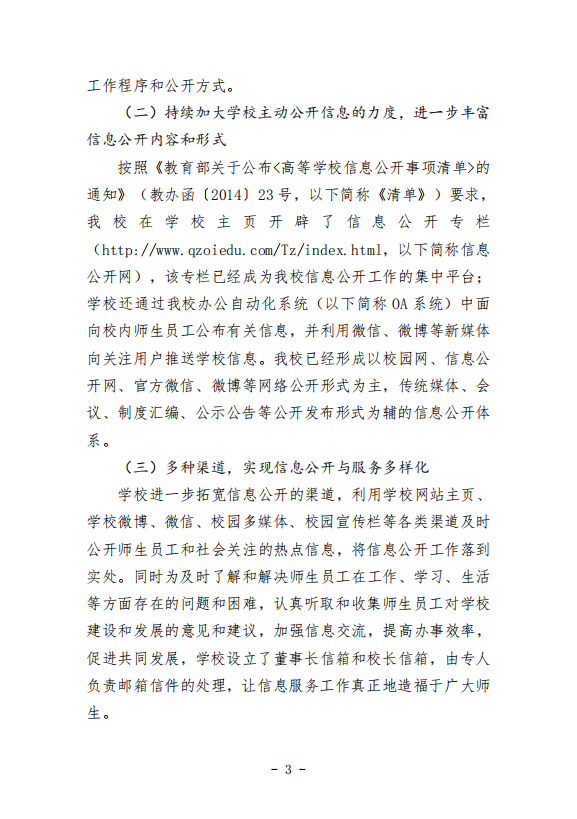 工作程序和公开方式。
（二）持续加大学校主动公开信息的力度，进一步丰富
信息公开内容和形式
按照《教育部关于公布<高等学校信息公开事项清单>的
通知》（教办函〔2014〕23号，以下简称《清单》）要求，
我校在学校主页开辟了信息公开专栏
（http://www.qzoiedu.com/Tz/index.html，以下简称信息
公开网），该专栏已经成为我校信息公开工作的集中平台；
学校还通过我校办公自动化系统（以下简称OA系统）中面
向校内师生员工公布有关信息，并利用微信、微博等新媒体
向关注用户推送学校信息。我校已经形成以校园网、信息公
开网、官方微信、微博等网络公开形式为主，传统媒体、会
议、制度汇编、公示公告等公开发布形式为辅的信息公开体
系。
（三）多种渠道，实现信息公开与服务多样化
学校进一步拓宽信息公开的渠道，利用学校网站主页、
学校微博、微信、校园多媒体、校园宣传栏等各类渠道及时
公开师生员工和社会关注的热点信息，将信息公开工作落到
实处。同时为及时了解和解决师生员工在工作、学习、生活
等方面存在的问题和困难，认真听取和收集师生员工对学校
建设和发展的意见和建议，加强信息交流，提高办事效率，
促进共同发展，学校设立了董事长信箱和校长信箱，由专人
负责邮箱信件的处理，让信息服务工作真正地造福于广大师
生。
- 3 -